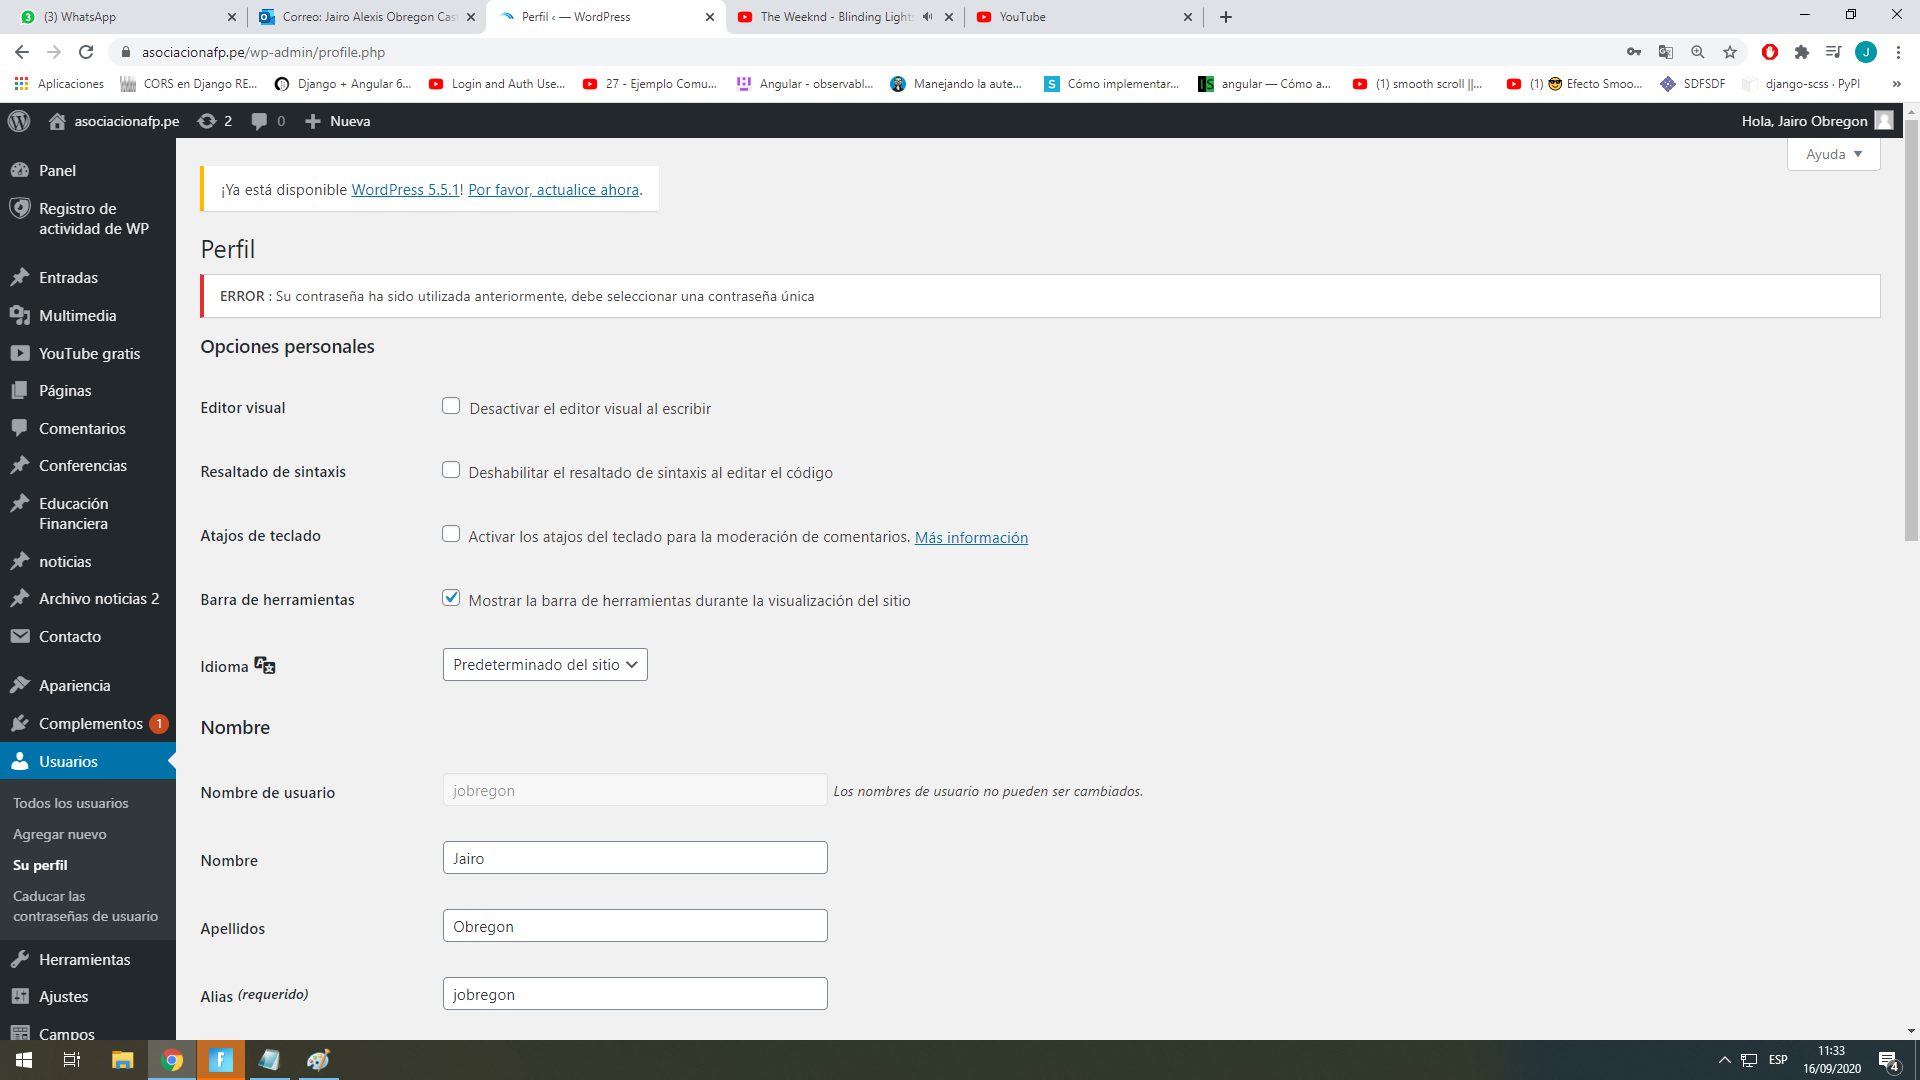 (3) WhatsApp
Correo: Jairo Alexis Obregon Cas
Perfil ‹ — WordPress
The Weeknd - Blinding Lights
YouTube
asociacionafp.pe/wp-admin/profile.php
Aplicaciones
CORS en Django RE...
Django + Angular 6...
Login and Auth Use...
27 - Ejemplo Comu...
Angular - observabl...
Manejando la aute...
Cómo implementar...
angular — Cómo a...
(1) smooth scroll ||...
(1) 😎 Efecto Smoo...
SDFSDF
django-scss · PyPI
»
asociacionafp.pe
2
0
Nueva
Hola, Jairo Obregon
Ayuda
Panel
Registro de
actividad de WP
Entradas
Multimedia
YouTube gratis
Páginas
Comentarios
Conferencias
Educación
Financiera
noticias
Archivo noticias 2
Contacto
Apariencia
Complementos 1
Usuarios
Todos los usuarios
Agregar nuevo
Su perfil
Caducar las
contraseñas de usuario
Herramientas
Ajustes
Campos
¡Ya está disponible WordPress 5.5.1! Por favor, actualice ahora.
Perfil
ERROR : Su contraseña ha sido utilizada anteriormente, debe seleccionar una contraseña única
Opciones personales
Editor visual
Desactivar el editor visual al escribir
Resaltado de sintaxis
Deshabilitar el resaltado de sintaxis al editar el código
Atajos de teclado
Activar los atajos del teclado para la moderación de comentarios. Más información
Barra de herramientas
Mostrar la barra de herramientas durante la visualización del sitio
Idioma
Predeterminado del sitio
Nombre
Nombre de usuario
jobregon
Los nombres de usuario no pueden ser cambiados.
Nombre
Jairo
Apellidos
Obregon
Alias (requerido)
jobregon
ESP
11:33
16/09/2020
4